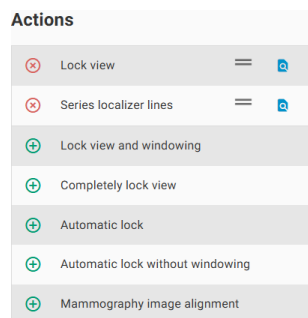 Actions
Lock view
Series localizer lines
Lock view and windowing
Completely lock view
Automatic lock
Automatic lock without windowing
Mammography image alignment